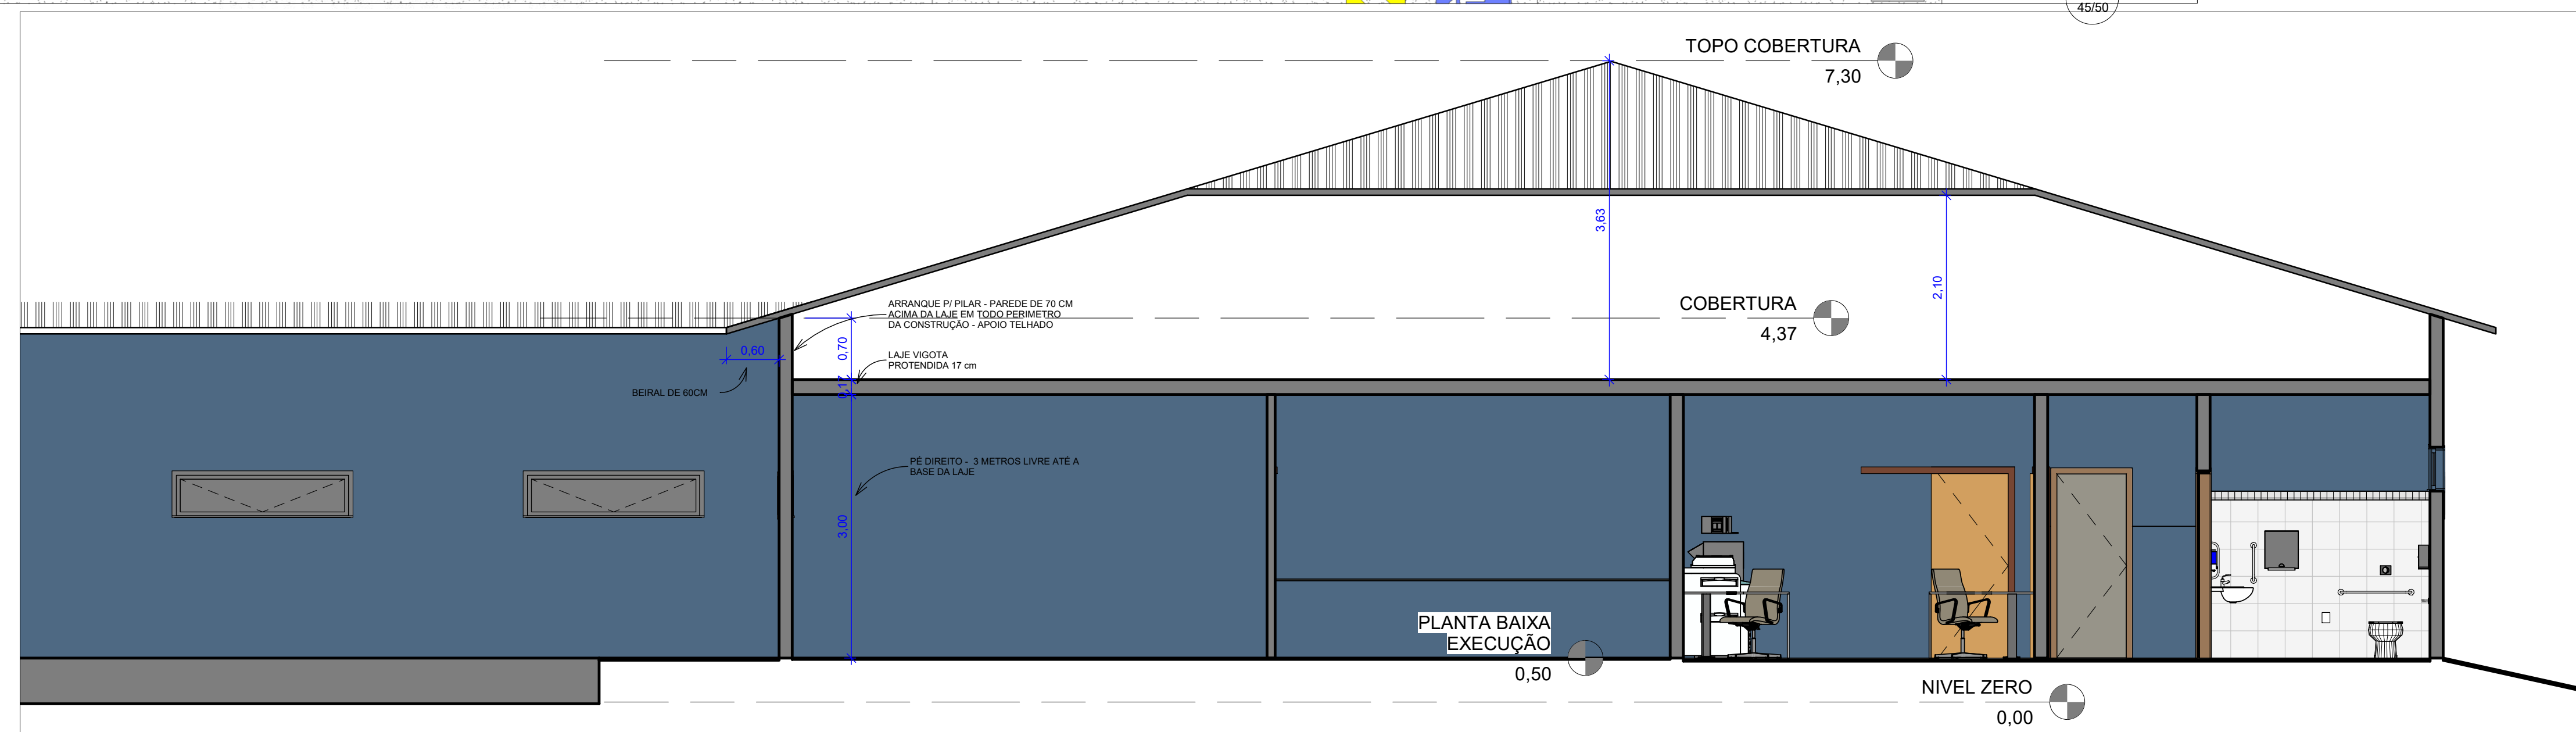 45/50
TOPO COBERTURA
7,30
3,63
2,10
COBERTURA
4,37
ARRANQUE P/ PILAR - PAREDE DE 70 CM
ACIMA DA LAJE EM TODO PERIMETRO
DA CONSTRUÇÃO - APOIO TELHADO
0,70
0,60
LAJE VIGOTA
PROTENDIDA 17 cm
0,17
BEIRAL DE 60CM
PÉ DIREITO - 3 METROS LIVRE ATÉ A
BASE DA LAJE
3,00
PLANTA BAIXA
EXECUÇÃO
0,50
NIVEL ZERO
0,00